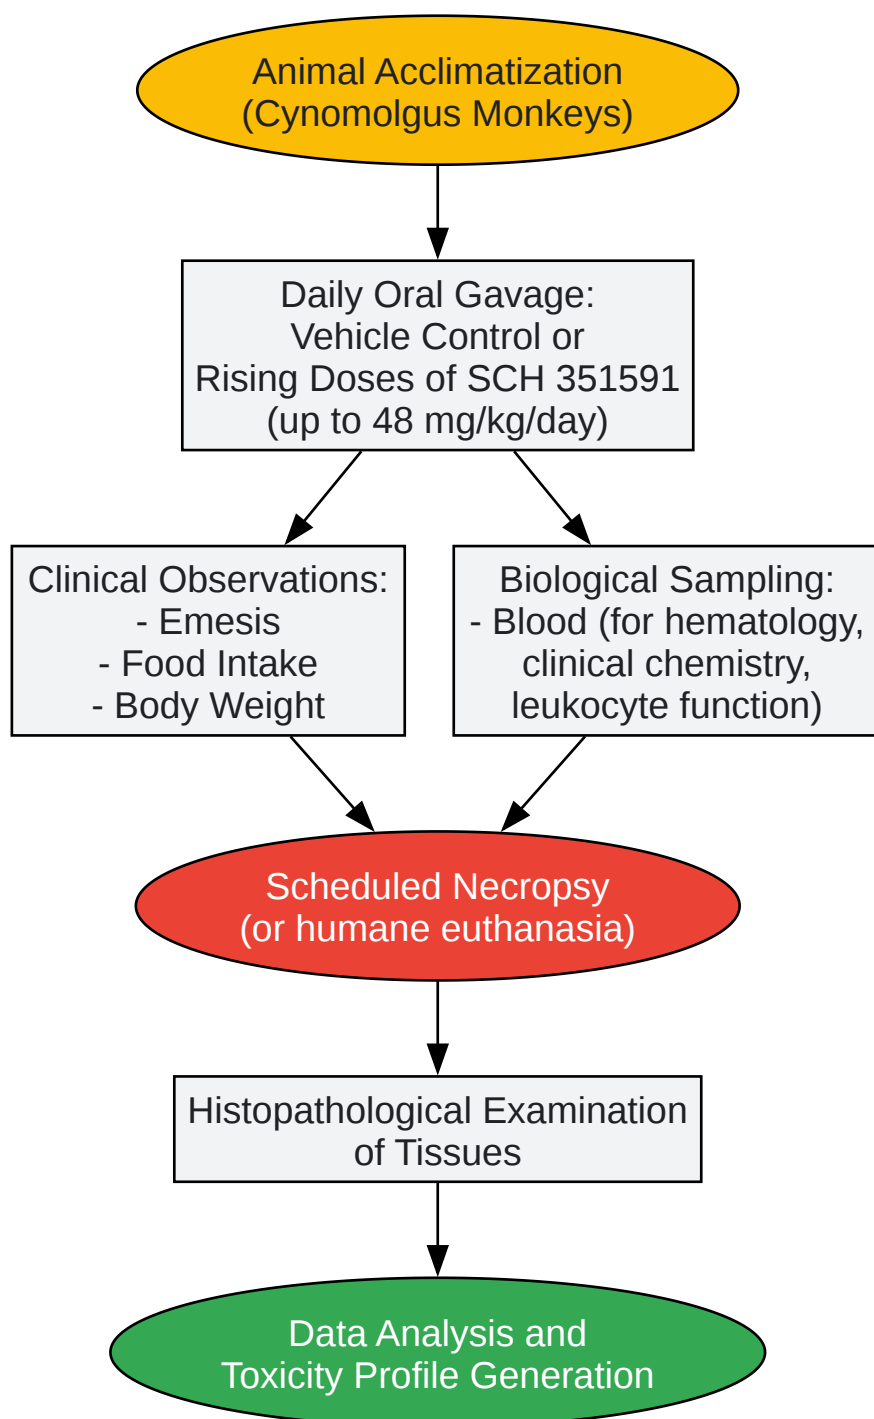 Animal Acclimatization
(Cynomolgus Monkeys)
Daily Oral Gavage:
Vehicle Control or
Rising Doses of SCH 351591
(up to 48 mg/kg/day)
Clinical Observations:
- Emesis
- Food Intake
- Body Weight
Biological Sampling:
- Blood (for hematology,
clinical chemistry,
leukocyte function)
Scheduled Necropsy
(or humane euthanasia)
Histopathological Examination
of Tissues
Data Analysis and
Toxicity Profile Generation